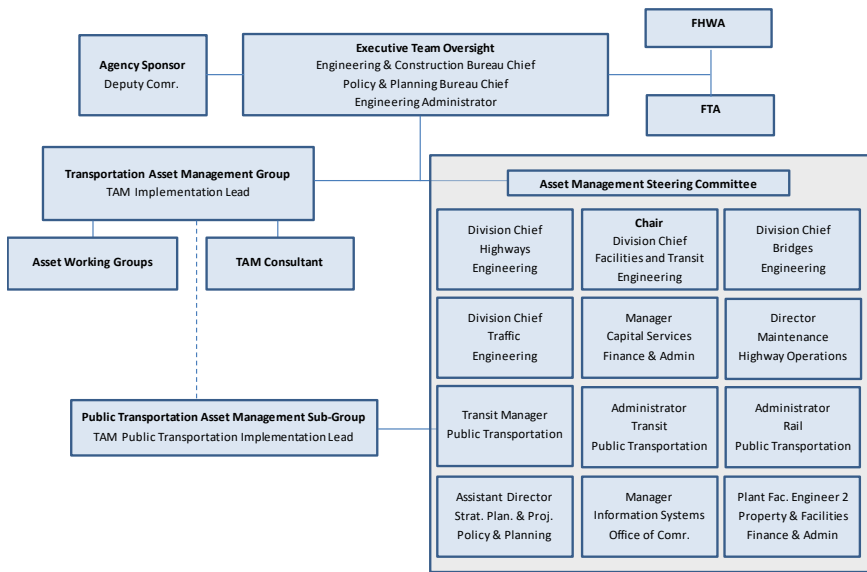 Agency Sponsor
Deputy Comr.
Executive Team Oversight
Engineering & Construction Bureau Chief
Policy & Planning Bureau Chief
Engineering Administrator
FHWA
FTA
Transportation Asset Management Group
TAM Implementation Lead
Asset Working Groups
TAM Consultant
Public Transportation Asset Management Sub-Group
TAM Public Transportation Implementation Lead
Asset Management Steering Committee
Division Chief
Highways
Engineering
Chair
Division Chief
Facilities and Transit
Engineering
Division Chief
Bridges
Engineering
Division Chief
Traffic
Engineering
Manager
Capital Services
Finance & Admin
Director
Maintenance
Highway Operations
Transit Manager
Public Transportation
Administrator
Transit
Public Transportation
Administrator
Rail
Public Transportation
Assistant Director
Strat. Plan. & Proj.
Policy & Planning
Manager
Information Systems
Office of Comr.
Plant Fac. Engineer 2
Property & Facilities
Finance & Admin